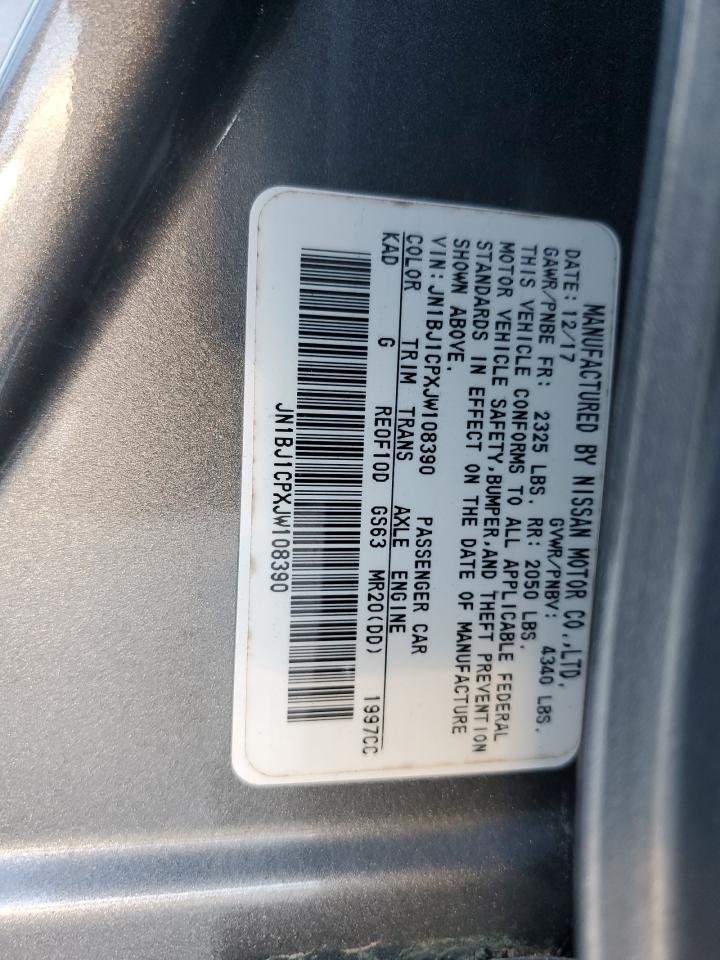 MANUFACTURED BY NISSAN MOTOR CO.,LTD.
DATE: 12/17 GVWR/PNBV: 4340 LBS.
GAWR/PNBE FR: 2325 LBS. RR: 2050 LBS.
THIS VEHICLE CONFORMS TO ALL APPLICABLE FEDERAL
MOTOR VEHICLE SAFETY,BUMPER,AND THEFT PREVENTION
STANDARDS IN EFFECT ON THE DATE OF MANUFACTURE
SHOWN ABOVE.
VIN:JN1BJ1CPXJW108390 PASSENGER CAR
COLOR TRIM TRANS AXLE ENGINE
KAD G RE0F10D GS63 MR20(DD) 1997CC
JN1BJ1CPXJW108390